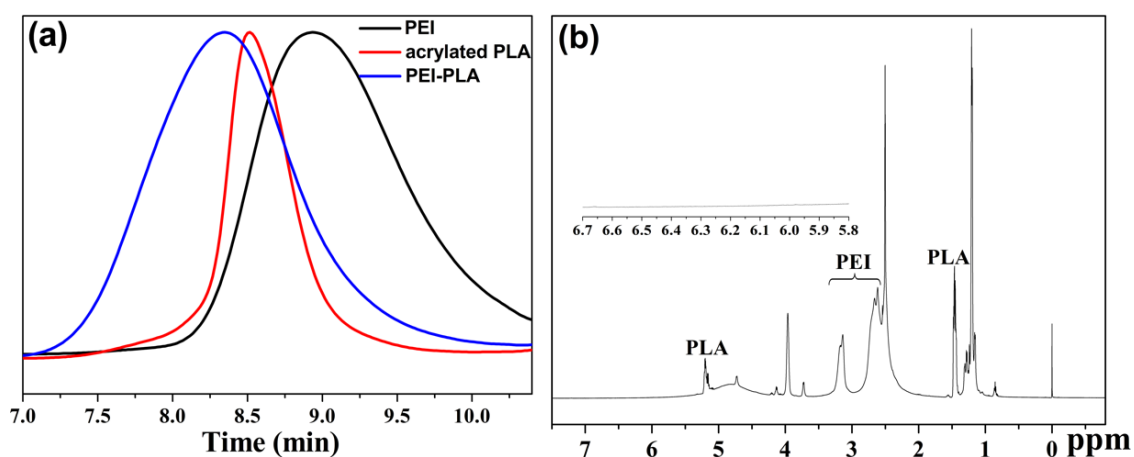 (a)
PEI
acrylated PLA
PEI-PLA
7.0 7.5 8.0 8.5 9.0 9.5 10.0
Time (min)
(b)
6.7 6.6 6.5 6.4 6.3 6.2 6.1 6.0 5.9 5.8
PEI
PLA
PLA
7 6 5 4 3 2 1 0 ppm